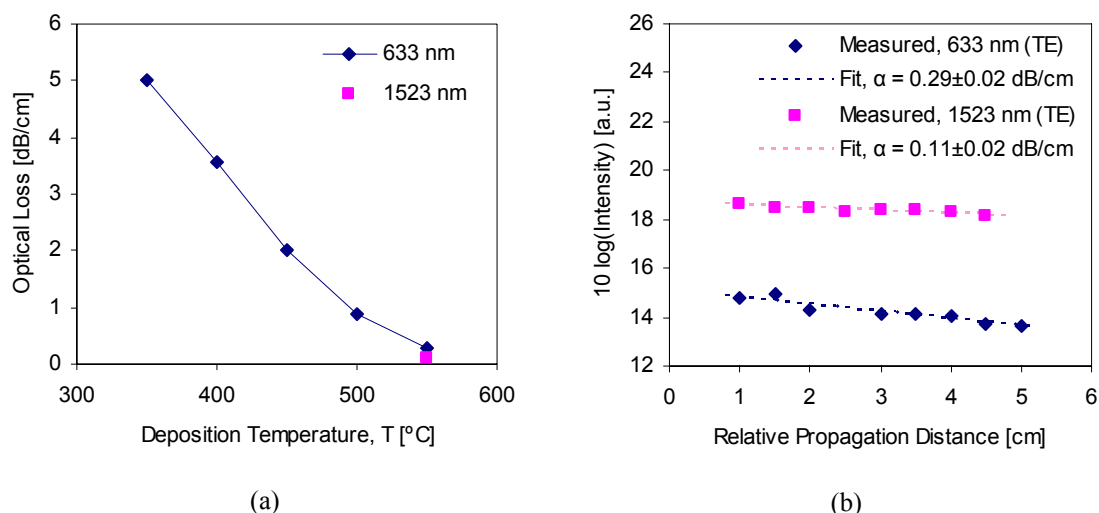 6
5
4
3
2
1
0
300
400
500
600
Optical Loss [dB/cm]
Deposition Temperature, T [ºC]
633 nm
1523 nm
(a)
26
24
22
20
18
16
14
12
0
1
2
3
4
5
6
10 log(Intensity) [a.u.]
Relative Propagation Distance [cm]
Measured, 633 nm (TE)
Fit, α = 0.29±0.02 dB/cm
Measured, 1523 nm (TE)
Fit, α = 0.11±0.02 dB/cm
(b)